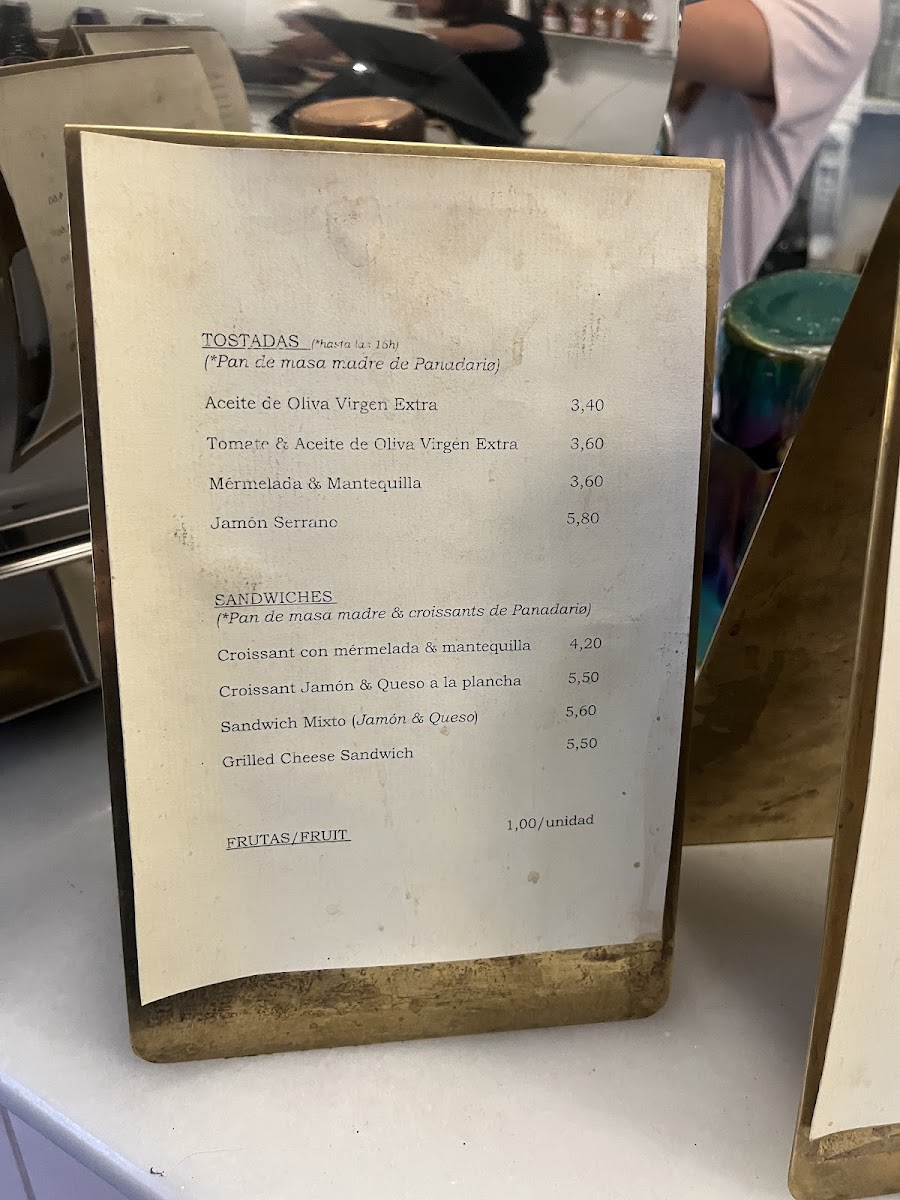 TOSTADAS (*hasta las 16h)
(*Pan de masa madre de Panadariø)
Aceite de Oliva Virgen Extra 3,40
Tomate & Aceite de Oliva Virgén Extra 3,60
Mérmelada & Mantequilla 3,60
Jamón Serrano 5,80
SANDWICHES
(*Pan de masa madre & croissants de Panadariø)
Croissant con mérmelada & mantequilla 4,20
Croissant Jamón & Queso a la plancha 5,50
Sandwich Mixto (Jamón & Queso) 5,60
Grilled Cheese Sandwich 5,50
FRUTAS/FRUIT 1,00/unidad